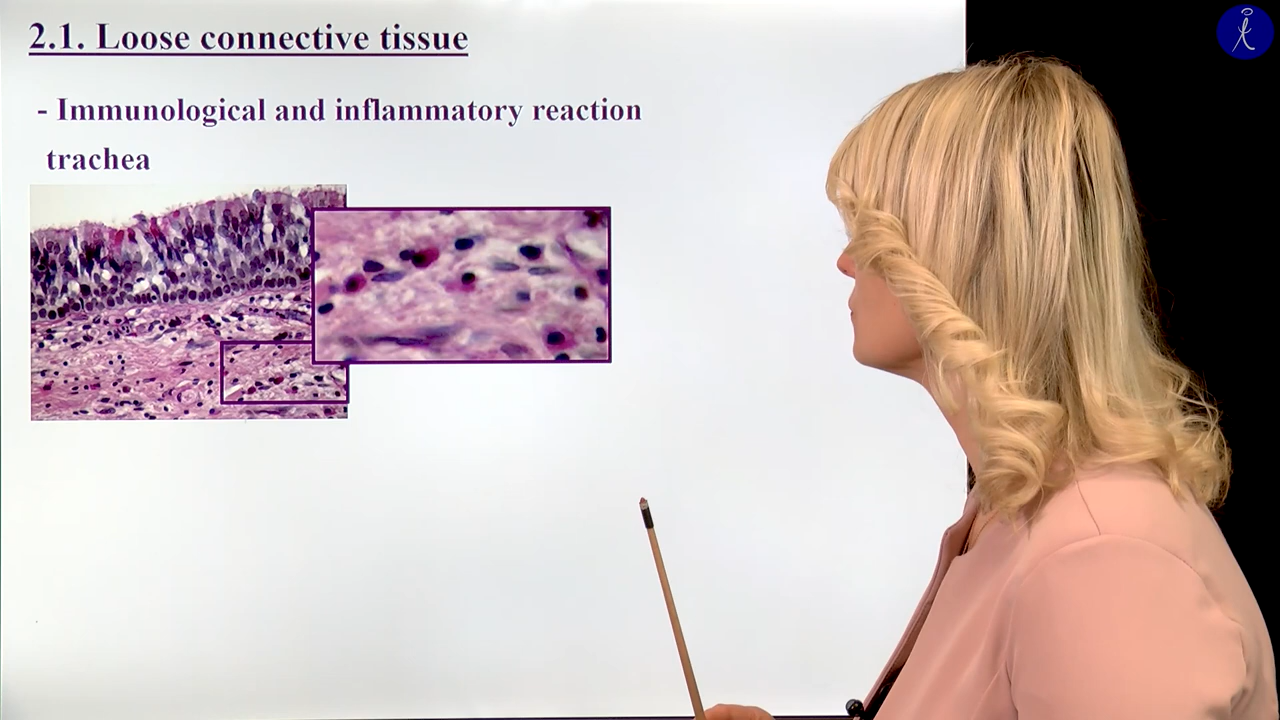 2.1. Loose connective tissue
- Immunological and inflammatory reaction
trachea